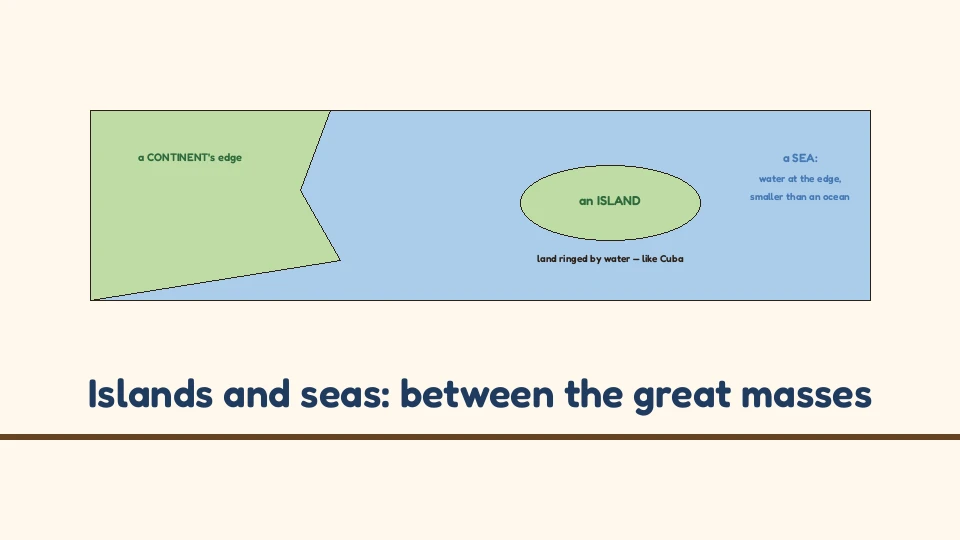 a CONTINENT's edge
a SEA:
water at the edge,
smaller than an ocean
an ISLAND
land ringed by water – like Cuba
Islands and seas: between the great masses